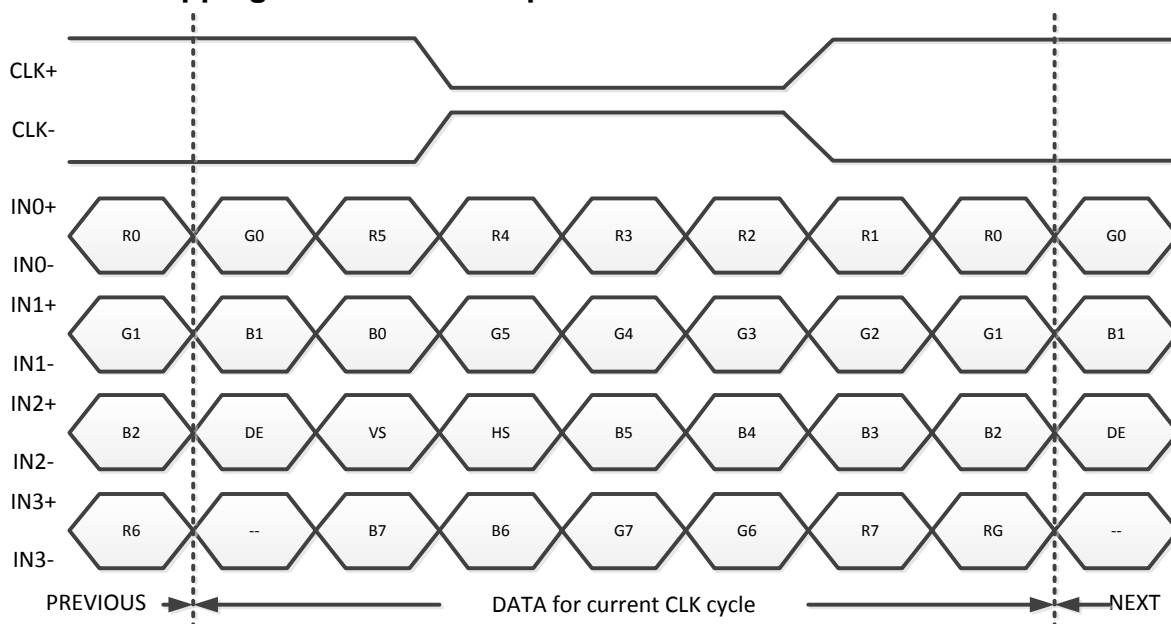 CLK+
CLK-
IN0+
R0 G0 R5 R4 R3 R2 R1 R0 G0
IN0-
IN1+
G1 B1 B0 G5 G4 G3 G2 G1 B1
IN1-
IN2+
B2 DE VS HS B5 B4 B3 B2 DE
IN2-
IN3+
R6 -- B7 B6 G7 G6 R7 RG --
IN3-
PREVIOUS DATA for current CLK cycle NEXT